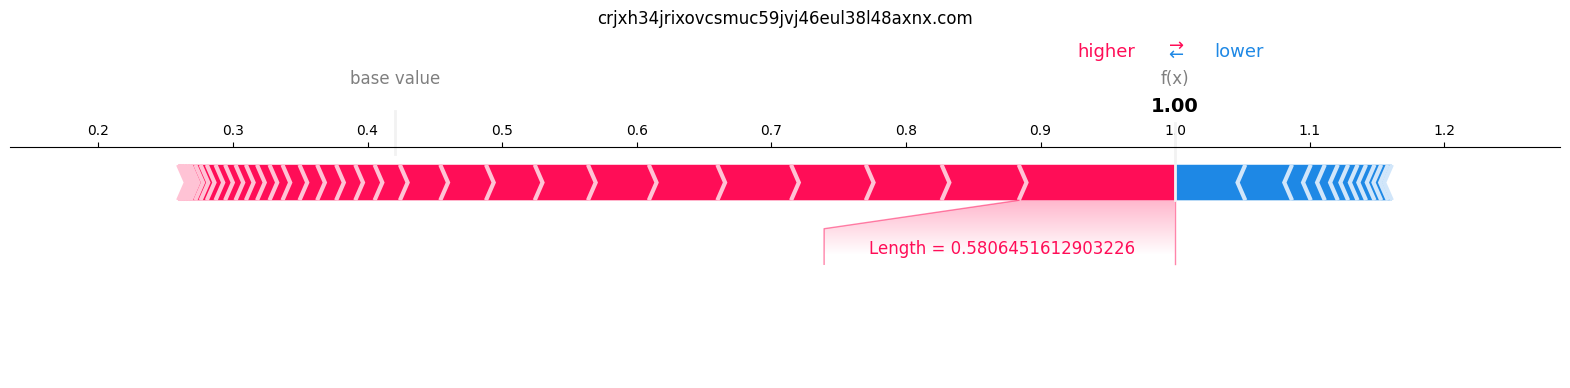 crjxh34jrixovcsmuc59jvj46eul38l48axnx.com
higher ⇄ lower
base value f(x)
1.00
0.2 0.3 0.4 0.5 0.6 0.7 0.8 0.9 1 0 1.1 1.2
Length = 0.5806451612903226